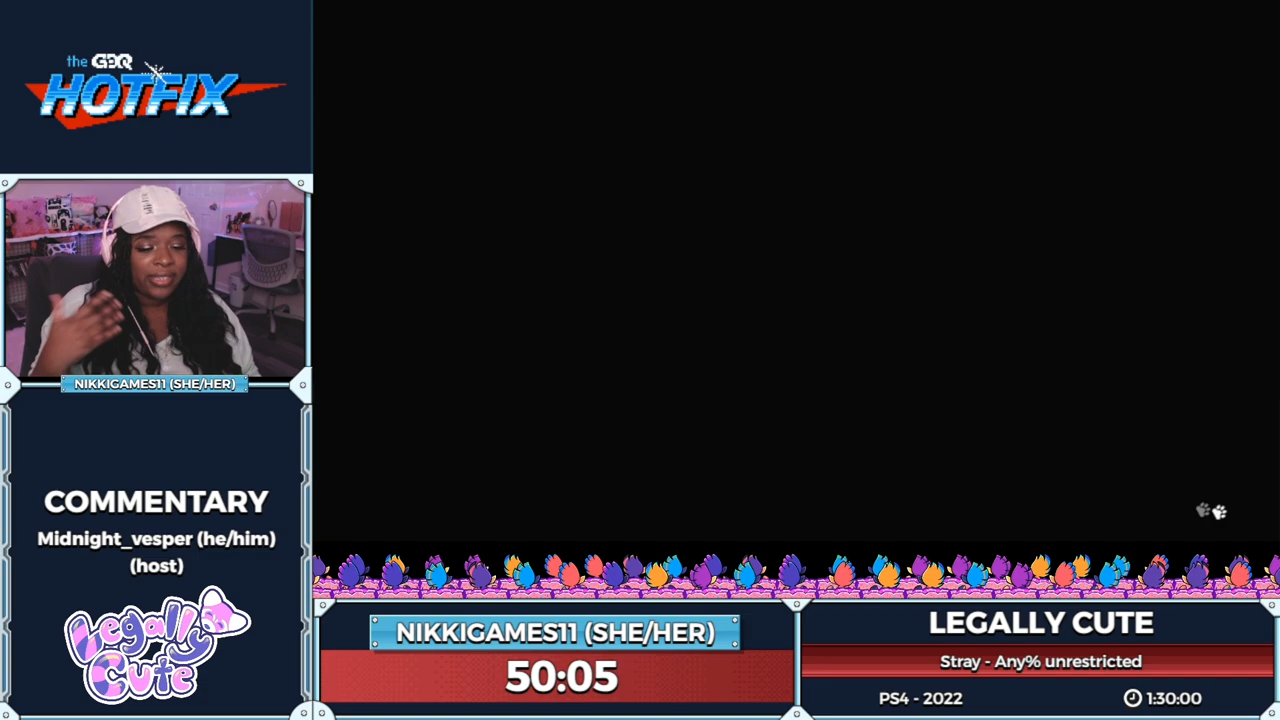 the GDQ
HOTFIX
NIKKIGAMES11 (SHE/HER)
COMMENTARY
Midnight_vesper (he/him)
(host)
Legally
Cute
NIKKIGAMES11 (SHE/HER)
50:05
LEGALLY CUTE
Stray - Any% unrestricted
PS4 - 2022
1:30:00